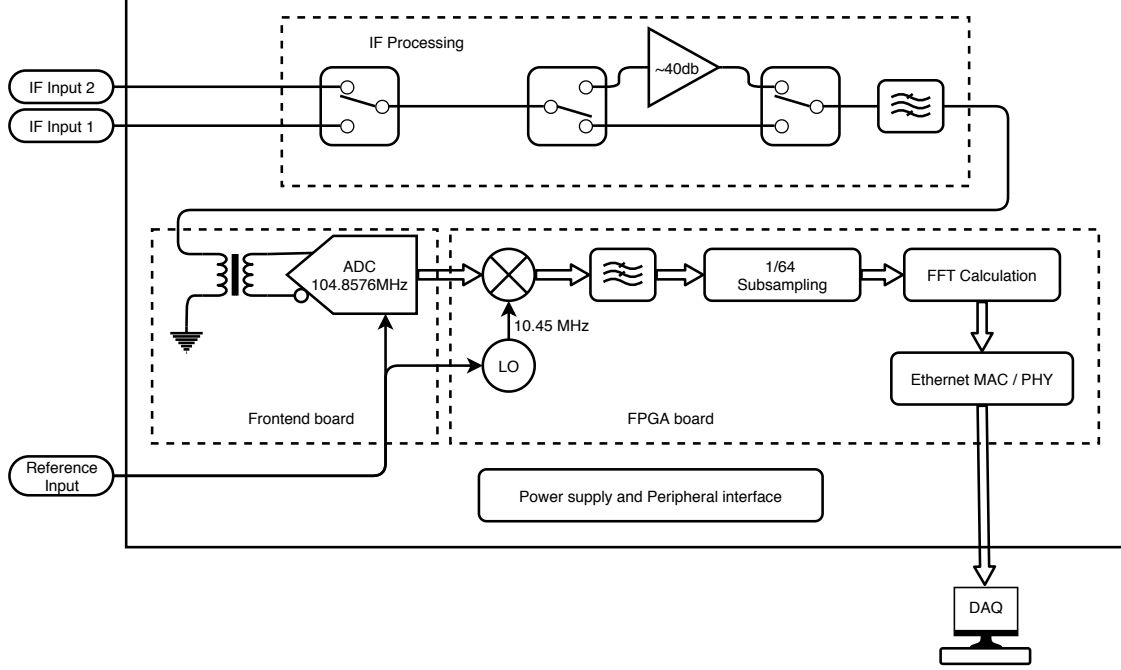 IF Processing
~40db
IF Input 2
IF Input 1
ADC
104.8576MHz
1/64
Subsampling
FFT Calculation
10.45 MHz
LO
Ethernet MAC / PHY
Frontend board
FPGA board
Reference
Input
Power supply and Peripheral interface
DAQ